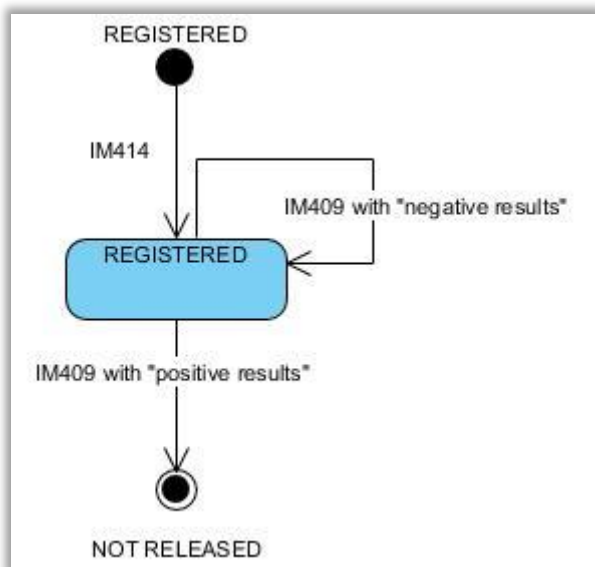 REGISTERED
IM414
IM409 with "negative results"
REGISTERED
IM409 with "positive results"
NOT RELEASED